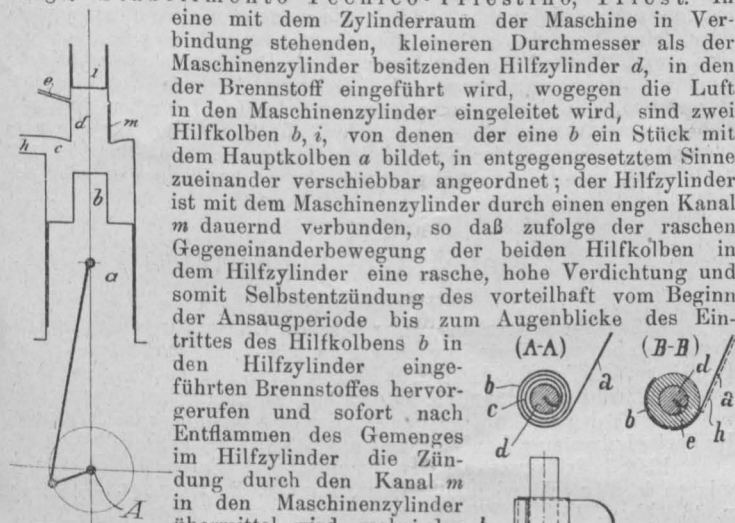 eine mit dem Zylinderraum der Maschine in Ver-
bindung stehenden, kleineren Durchmesser als der
Maschinenzylinder besitzenden Hilfzylinder d, in den
der Brennstoff eingeführt wird, wogegen die Luft
in den Maschinenzylinder eingeleitet wird, sind zwei
Hilfkolben b, i, von denen der eine b ein Stück mit
dem Hauptkolben a bildet, in entgegengesetztem Sinne
zueinander verschiebbar angeordnet; der Hilfzylinder
ist mit dem Maschinenzylinder durch einen engen Kanal
m dauernd verbunden, so daß zufolge der raschen
Gegeneinanderbewegung der beiden Hilfkolben in
dem Hilfzylinder eine rasche, hohe Verdichtung und
somit Selbstentzündung des vorteilhaft vom Beginn
der Ansaugperiode bis zum Augenblicke des Ein-
trittes des Hilfkolbens b in
den Hilfzylinder einge-
führten Brennstoffes hervor-
gerufen und sofort nach
Entflammen des Gemenges
im Hilfzylinder die Zün-
dung durch den Kanal m
in den Maschinenzylinder
e
d
m
h
c
b
a
A
(A-A)
(B-B)
b
c
d
a
d
a
b
e
h